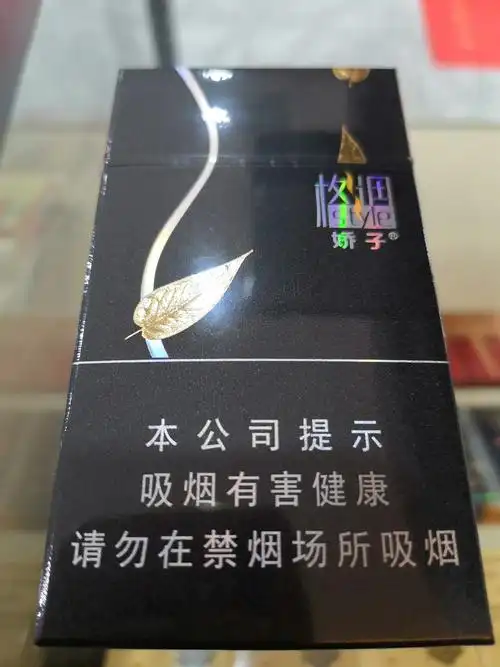 格调
style
娇子®
本公司提示
吸烟有害健康
请勿在禁烟场所吸烟